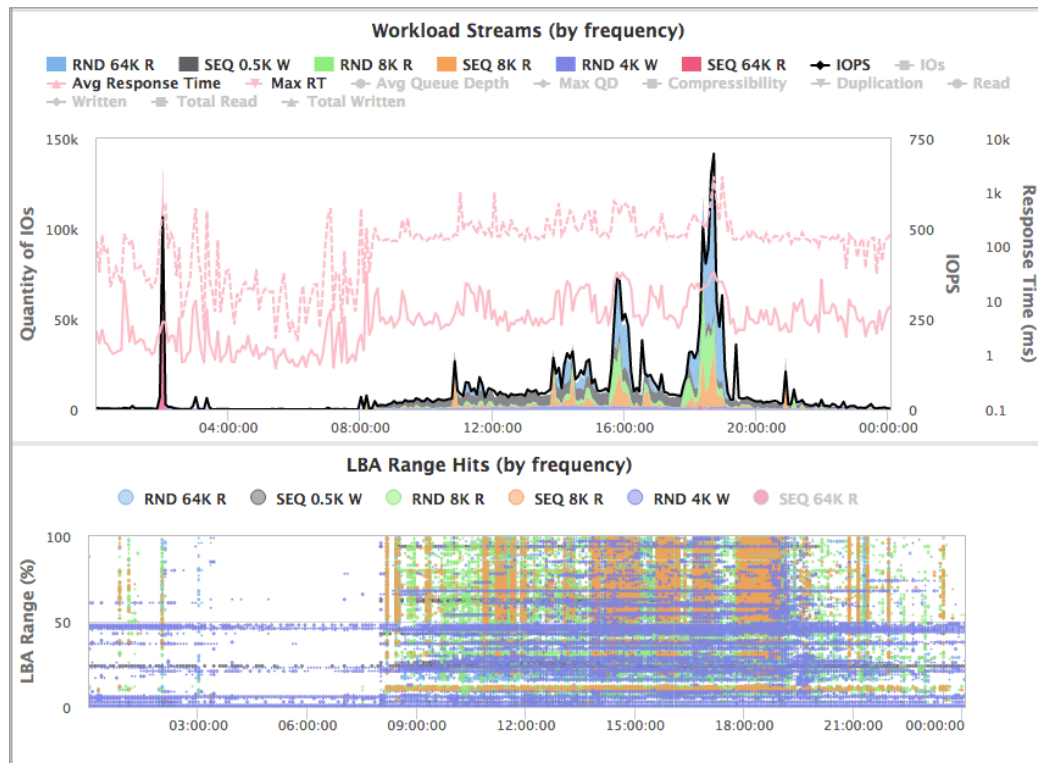 Workload Streams (by frequency)
RND 64K R SEQ 0.5K W RND 8K R SEQ 8K R RND 4K W SEQ 64K R IOPS IOs
Avg Response Time Max RT Avg Queue Depth Max QD Compressibility Duplication Read
Written Total Read Total Written
150k 750 10k
1k
100k 500 100
50k 250 10
1
0 0 0.1
Quantity of IOs
IOPS
Response Time (ms)
04:00:00 08:00:00 12:00:00 16:00:00 20:00:00 00:00:00
LBA Range Hits (by frequency)
RND 64K R SEQ 0.5K W RND 8K R SEQ 8K R RND 4K W SEQ 64K R
LBA Range (%)
100
50
0
03:00:00 06:00:00 09:00:00 12:00:00 15:00:00 18:00:00 21:00:00 00:00:00